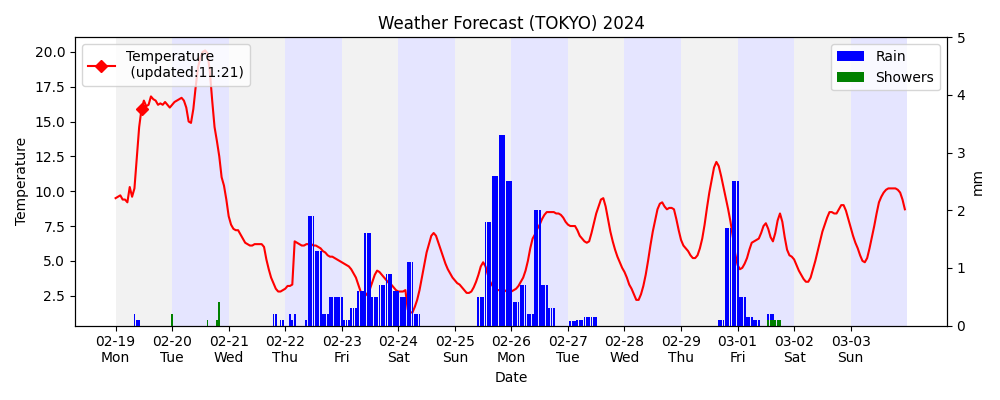 Weather Forecast (TOKYO) 2024
Temperature
(updated:11:21)
Rain
Showers
20.0
17.5
15.0
12.5
10.0
7.5
5.0
2.5
Temperature
5
4
3
2
1
0
mm
02-19 02-20 02-21 02-22 02-23 02-24 02-25 02-26 02-27 02-28 02-29 03-01 03-02 03-03
Mon Tue Wed Thu Fri Sat Sun Mon Tue Wed Thu Fri Sat Sun
Date